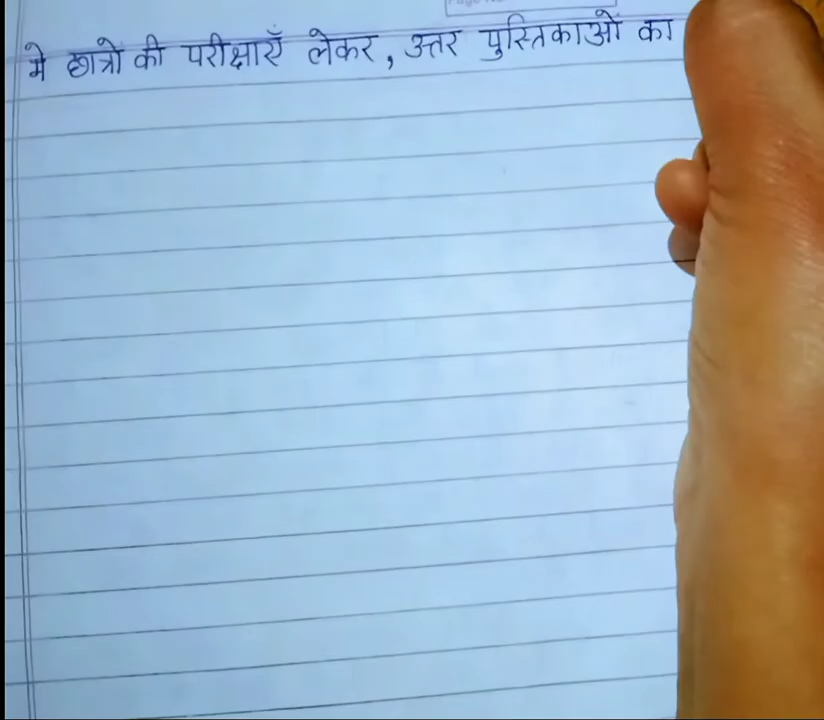 मे छात्रों की परीक्षाएँ लेकर, उत्तर पुस्तिकाओं का